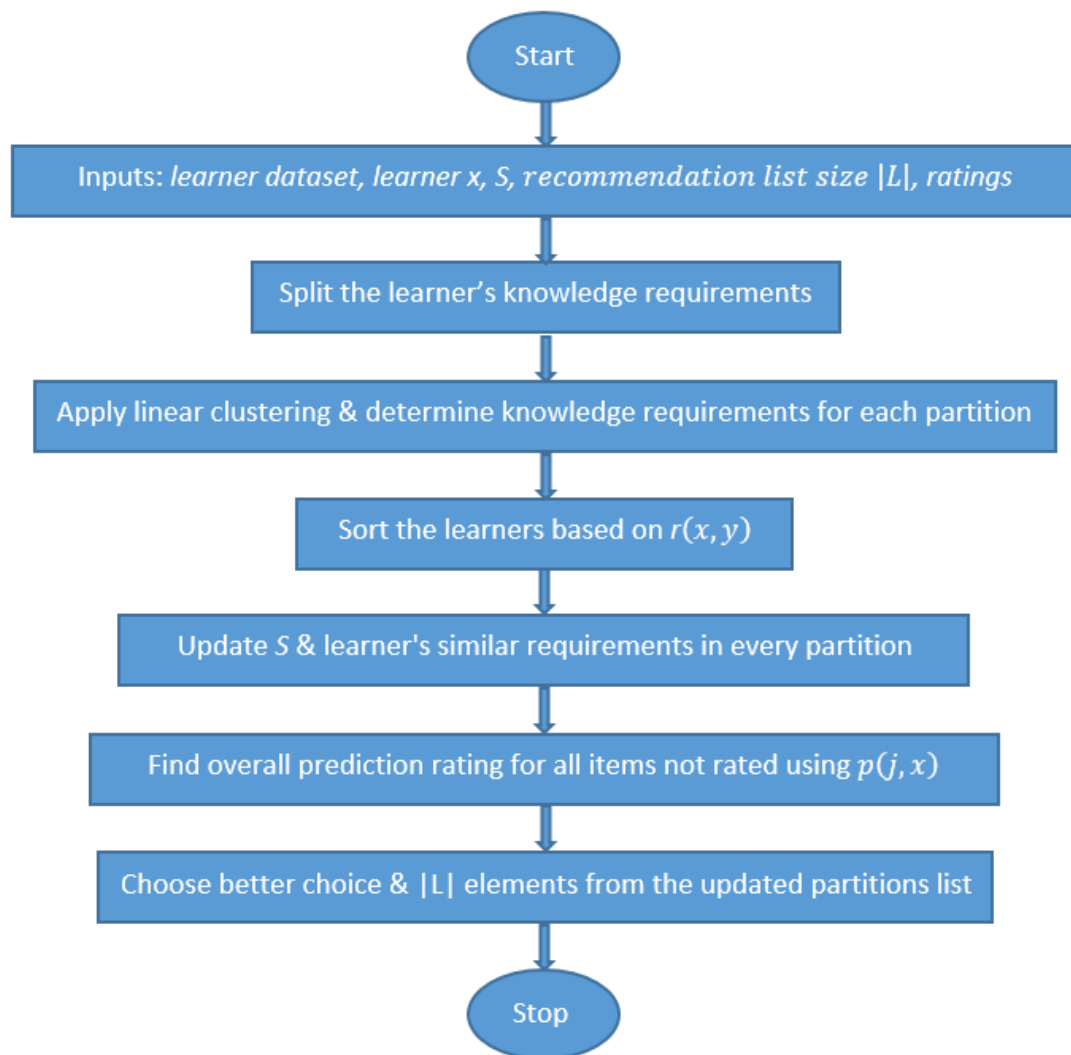 Start
Inputs: learner dataset, learner x, S, recommendation list size |L|, ratings
Split the learner’s knowledge requirements
Apply linear clustering & determine knowledge requirements for each partition
Sort the learners based on r(x, y)
Update S & learner's similar requirements in every partition
Find overall prediction rating for all items not rated using p(j, x)
Choose better choice & |L| elements from the updated partitions list
Stop